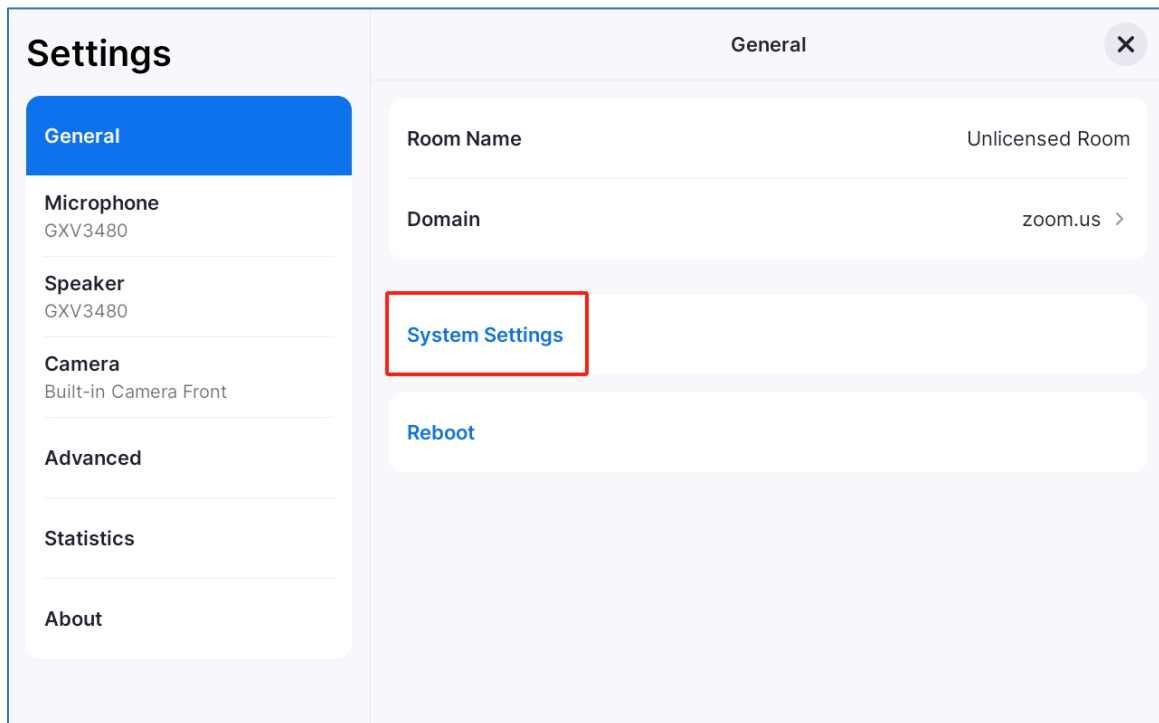 Settings
General
Microphone
GXV3480
Speaker
GXV3480
Camera
Built-in Camera Front
Advanced
Statistics
About
General
Room Name Unlicensed Room
Domain zoom.us
System Settings
Reboot